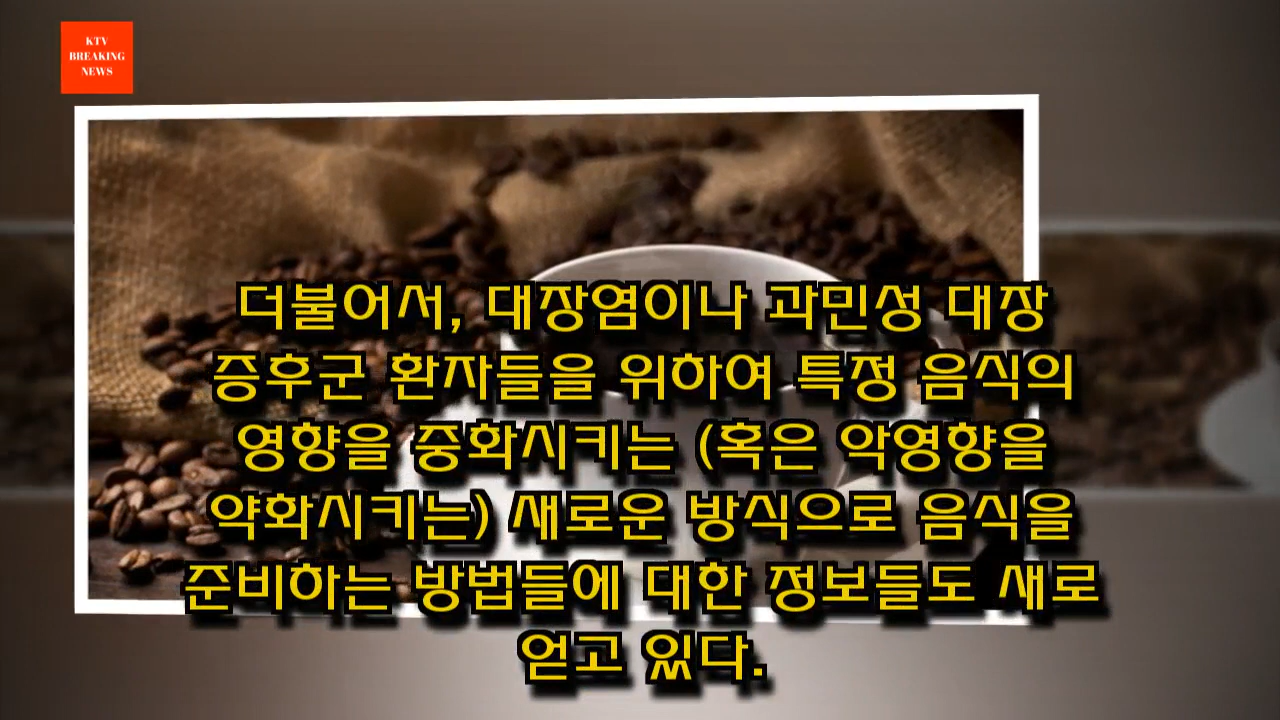 KTV
BREAKING
NEWS
더불어서, 대장염이나 과민성 대장
증후군 환자들을 위하여 특정 음식의
영향을 중화시키는 (혹은 악영향을
약화시키는) 새로운 방식으로 음식을
준비하는 방법들에 대한 정보들도 새로
얻고 있다.